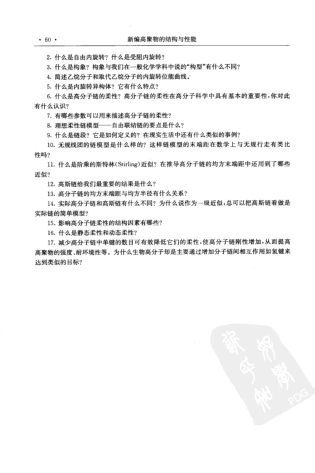 · 60 · 新编高聚物的结构与性能
2. 什么是自由内旋转？什么是受阻内旋转？
3. 什么是构象？构象与我们在一般化学学科中说的“构型”有什么不同？
4. 简述乙烷分子和取代乙烷分子的内旋转位能曲线。
5. 什么是内旋转异构体？它有什么特点？
6. 什么是高分子链的柔性？高分子链的柔性在高分子科学中具有基本的重要性，你对此
有什么认识？
7. 有哪些参数可以用来描述高分子链的构象？
8. 理想柔性链模型——自由联结链的要点是什么？
9. 什么是链段？它是如何定义的？在现实生活中还有什么类似的事例？
10. 无规线团的链模型是什么样的？这种链模型的末端距在数学上与无规行走有类比
性吗？
11. 什么是阶乘的斯特林(Stirling)近似？在推导高分子链的均方末端距中还用到了哪些
近似？
12. 高斯链给我们最重要的结果是什么？
13. 高分子链的均方末端距与均方半径有什么关系？
14. 实际高分子链和高斯链有什么不同？为什么说作为一级近似，总可以把高斯链看做是
实际链的简单模型？
15. 影响高分子链柔性的结构因素有哪些？
16. 什么是静态柔性和动态柔性？
17. 减少高分子链中单键的数目可有效降低它们的柔性，使高分子链刚性增加，从而提高
高聚物的强度、耐环境性等。为什么生物高分子却是主要通过增加分子链间相互作用如氢键来
达到类似的目标？
PDG